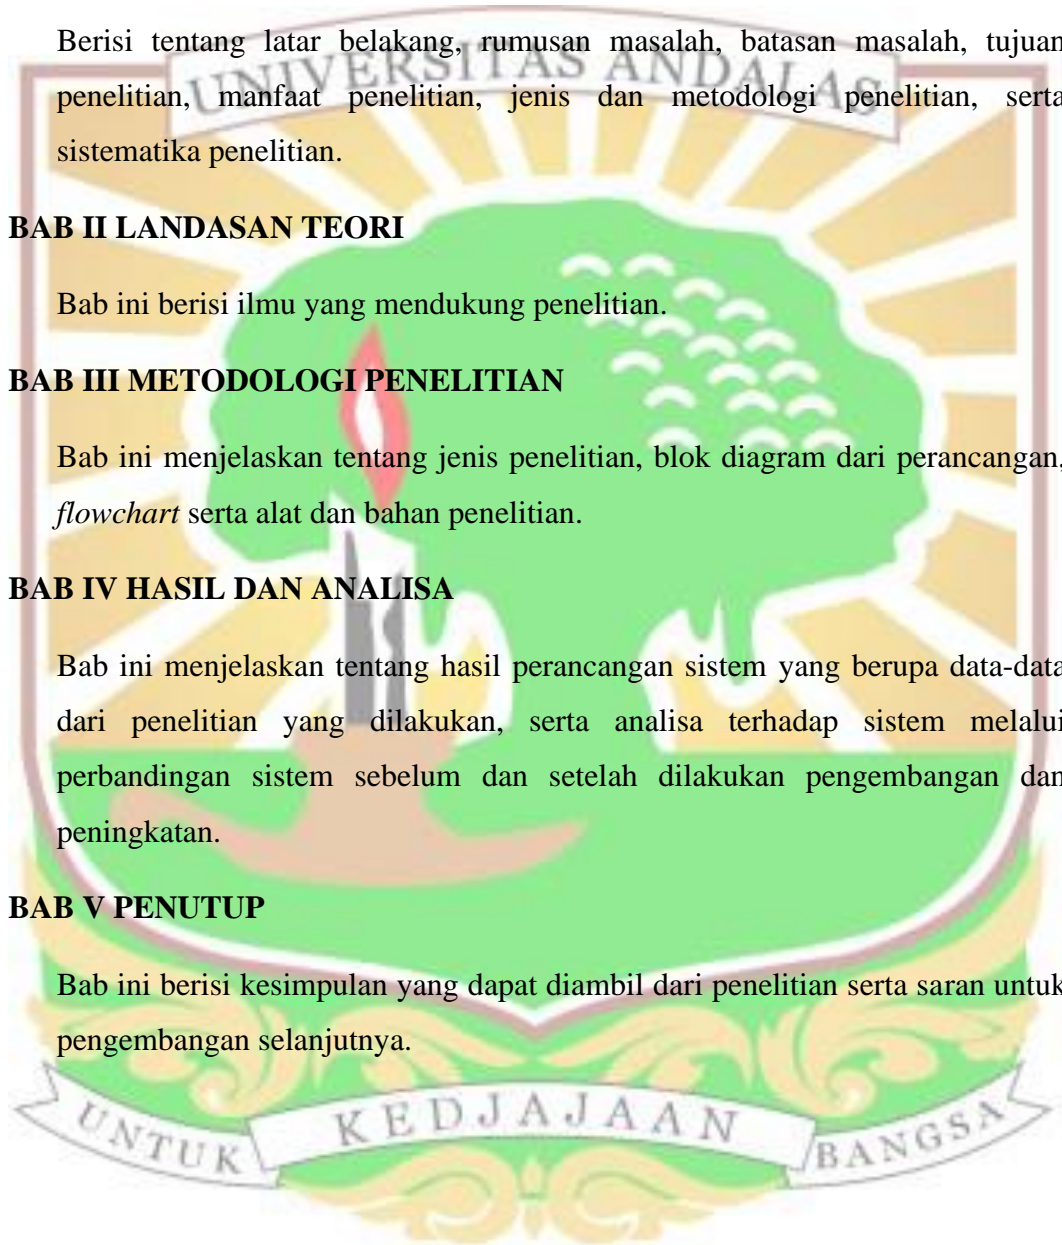 Berisi tentang latar belakang, rumusan masalah, batasan masalah, tujuan
UNIVERSITAS ANDALAS
penelitian, manfaat penelitian, jenis dan metodologi penelitian, serta
sistematika penelitian.
BAB II LANDASAN TEORI
Bab ini berisi ilmu yang mendukung penelitian.
BAB III METODOLOGI PENELITIAN
Bab ini menjelaskan tentang jenis penelitian, blok diagram dari perancangan,
flowchart serta alat dan bahan penelitian.
BAB IV HASIL DAN ANALISA
Bab ini menjelaskan tentang hasil perancangan sistem yang berupa data-data
dari penelitian yang dilakukan, serta analisa terhadap sistem melalui
perbandingan sistem sebelum dan setelah dilakukan pengembangan dan
peningkatan.
BAB V PENUTUP
Bab ini berisi kesimpulan yang dapat diambil dari penelitian serta saran untuk
pengembangan selanjutnya.
UNTUK KEDJAJAAN BANGSA